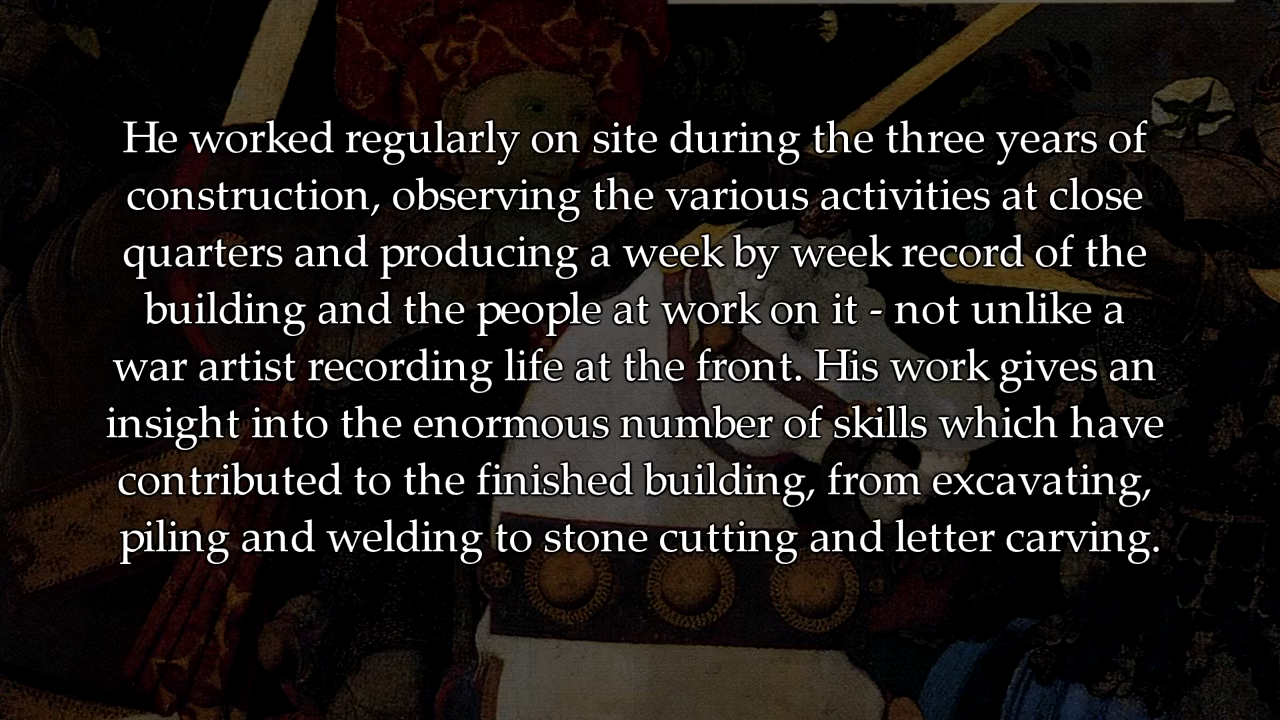 He worked regularly on site during the three years of
construction, observing the various activities at close
quarters and producing a week by week record of the
building and the people at work on it - not unlike a
war artist recording life at the front. His work gives an
insight into the enormous number of skills which have
contributed to the finished building, from excavating,
piling and welding to stone cutting and letter carving.